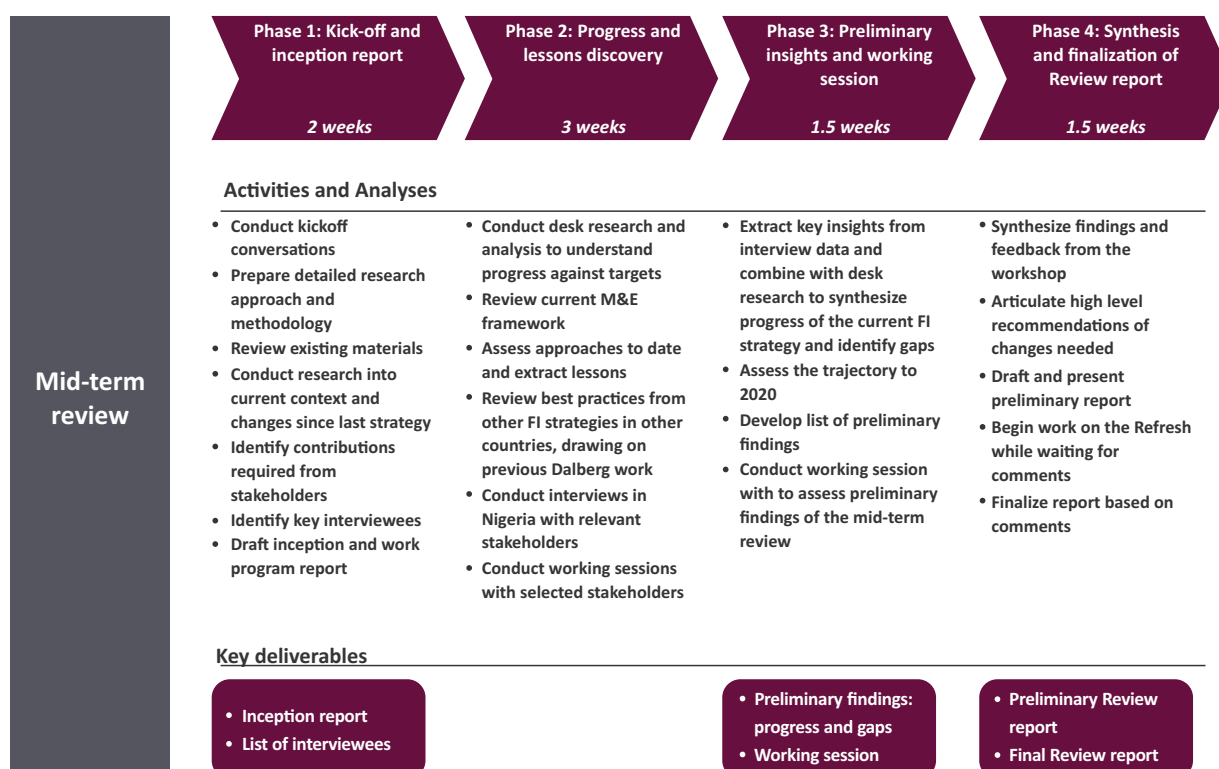 Mid-term
review
Phase 1: Kick-off and
inception report
2 weeks
Phase 2: Progress and
lessons discovery
3 weeks
Phase 3: Preliminary
insights and working
session
1.5 weeks
Phase 4: Synthesis
and finalization of
Review report
1.5 weeks
Activities and Analyses
• Conduct kickoff
conversations
• Prepare detailed research
approach and
methodology
• Review existing materials
• Conduct research into
current context and
changes since last strategy
• Identify contributions
required from
stakeholders
• Identify key interviewees
• Draft inception and work
program report
• Conduct desk research and
analysis to understand
progress against targets
• Review current M&E
framework
• Assess approaches to date
and extract lessons
• Review best practices from
other FI strategies in other
countries, drawing on
previous Dalberg work
• Conduct interviews in
Nigeria with relevant
stakeholders
• Conduct working sessions
with selected stakeholders
• Extract key insights from
interview data and
combine with desk
research to synthesize
progress of the current FI
strategy and identify gaps
• Assess the trajectory to
2020
• Develop list of preliminary
findings
• Conduct working session
with to assess preliminary
findings of the mid-term
review
• Synthesize findings and
feedback from the
workshop
• Articulate high level
recommendations of
changes needed
• Draft and present
preliminary report
• Begin work on the Refresh
while waiting for
comments
• Finalize report based on
comments
Key deliverables
• Inception report
• List of interviewees
• Preliminary findings:
progress and gaps
• Working session
• Preliminary Review
report
• Final Review report